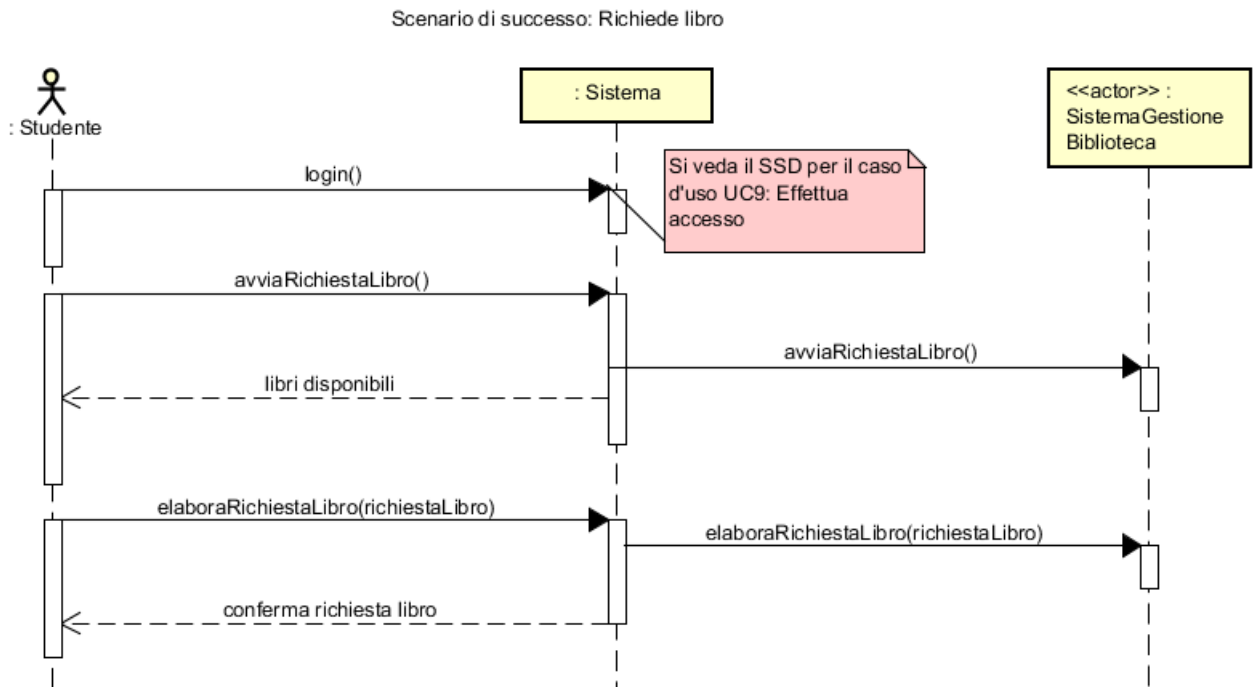 Scenario di successo: Richiede libro
: Studente
: Sistema
<<actor>> :
SistemaGestione
Biblioteca
login()
Si veda il SSD per il caso
d'uso UC9: Effettua
accesso
avviaRichiestaLibro()
avviaRichiestaLibro()
libri disponibili
elaboraRichiestaLibro(richiestaLibro)
elaboraRichiestaLibro(richiestaLibro)
conferma richiesta libro